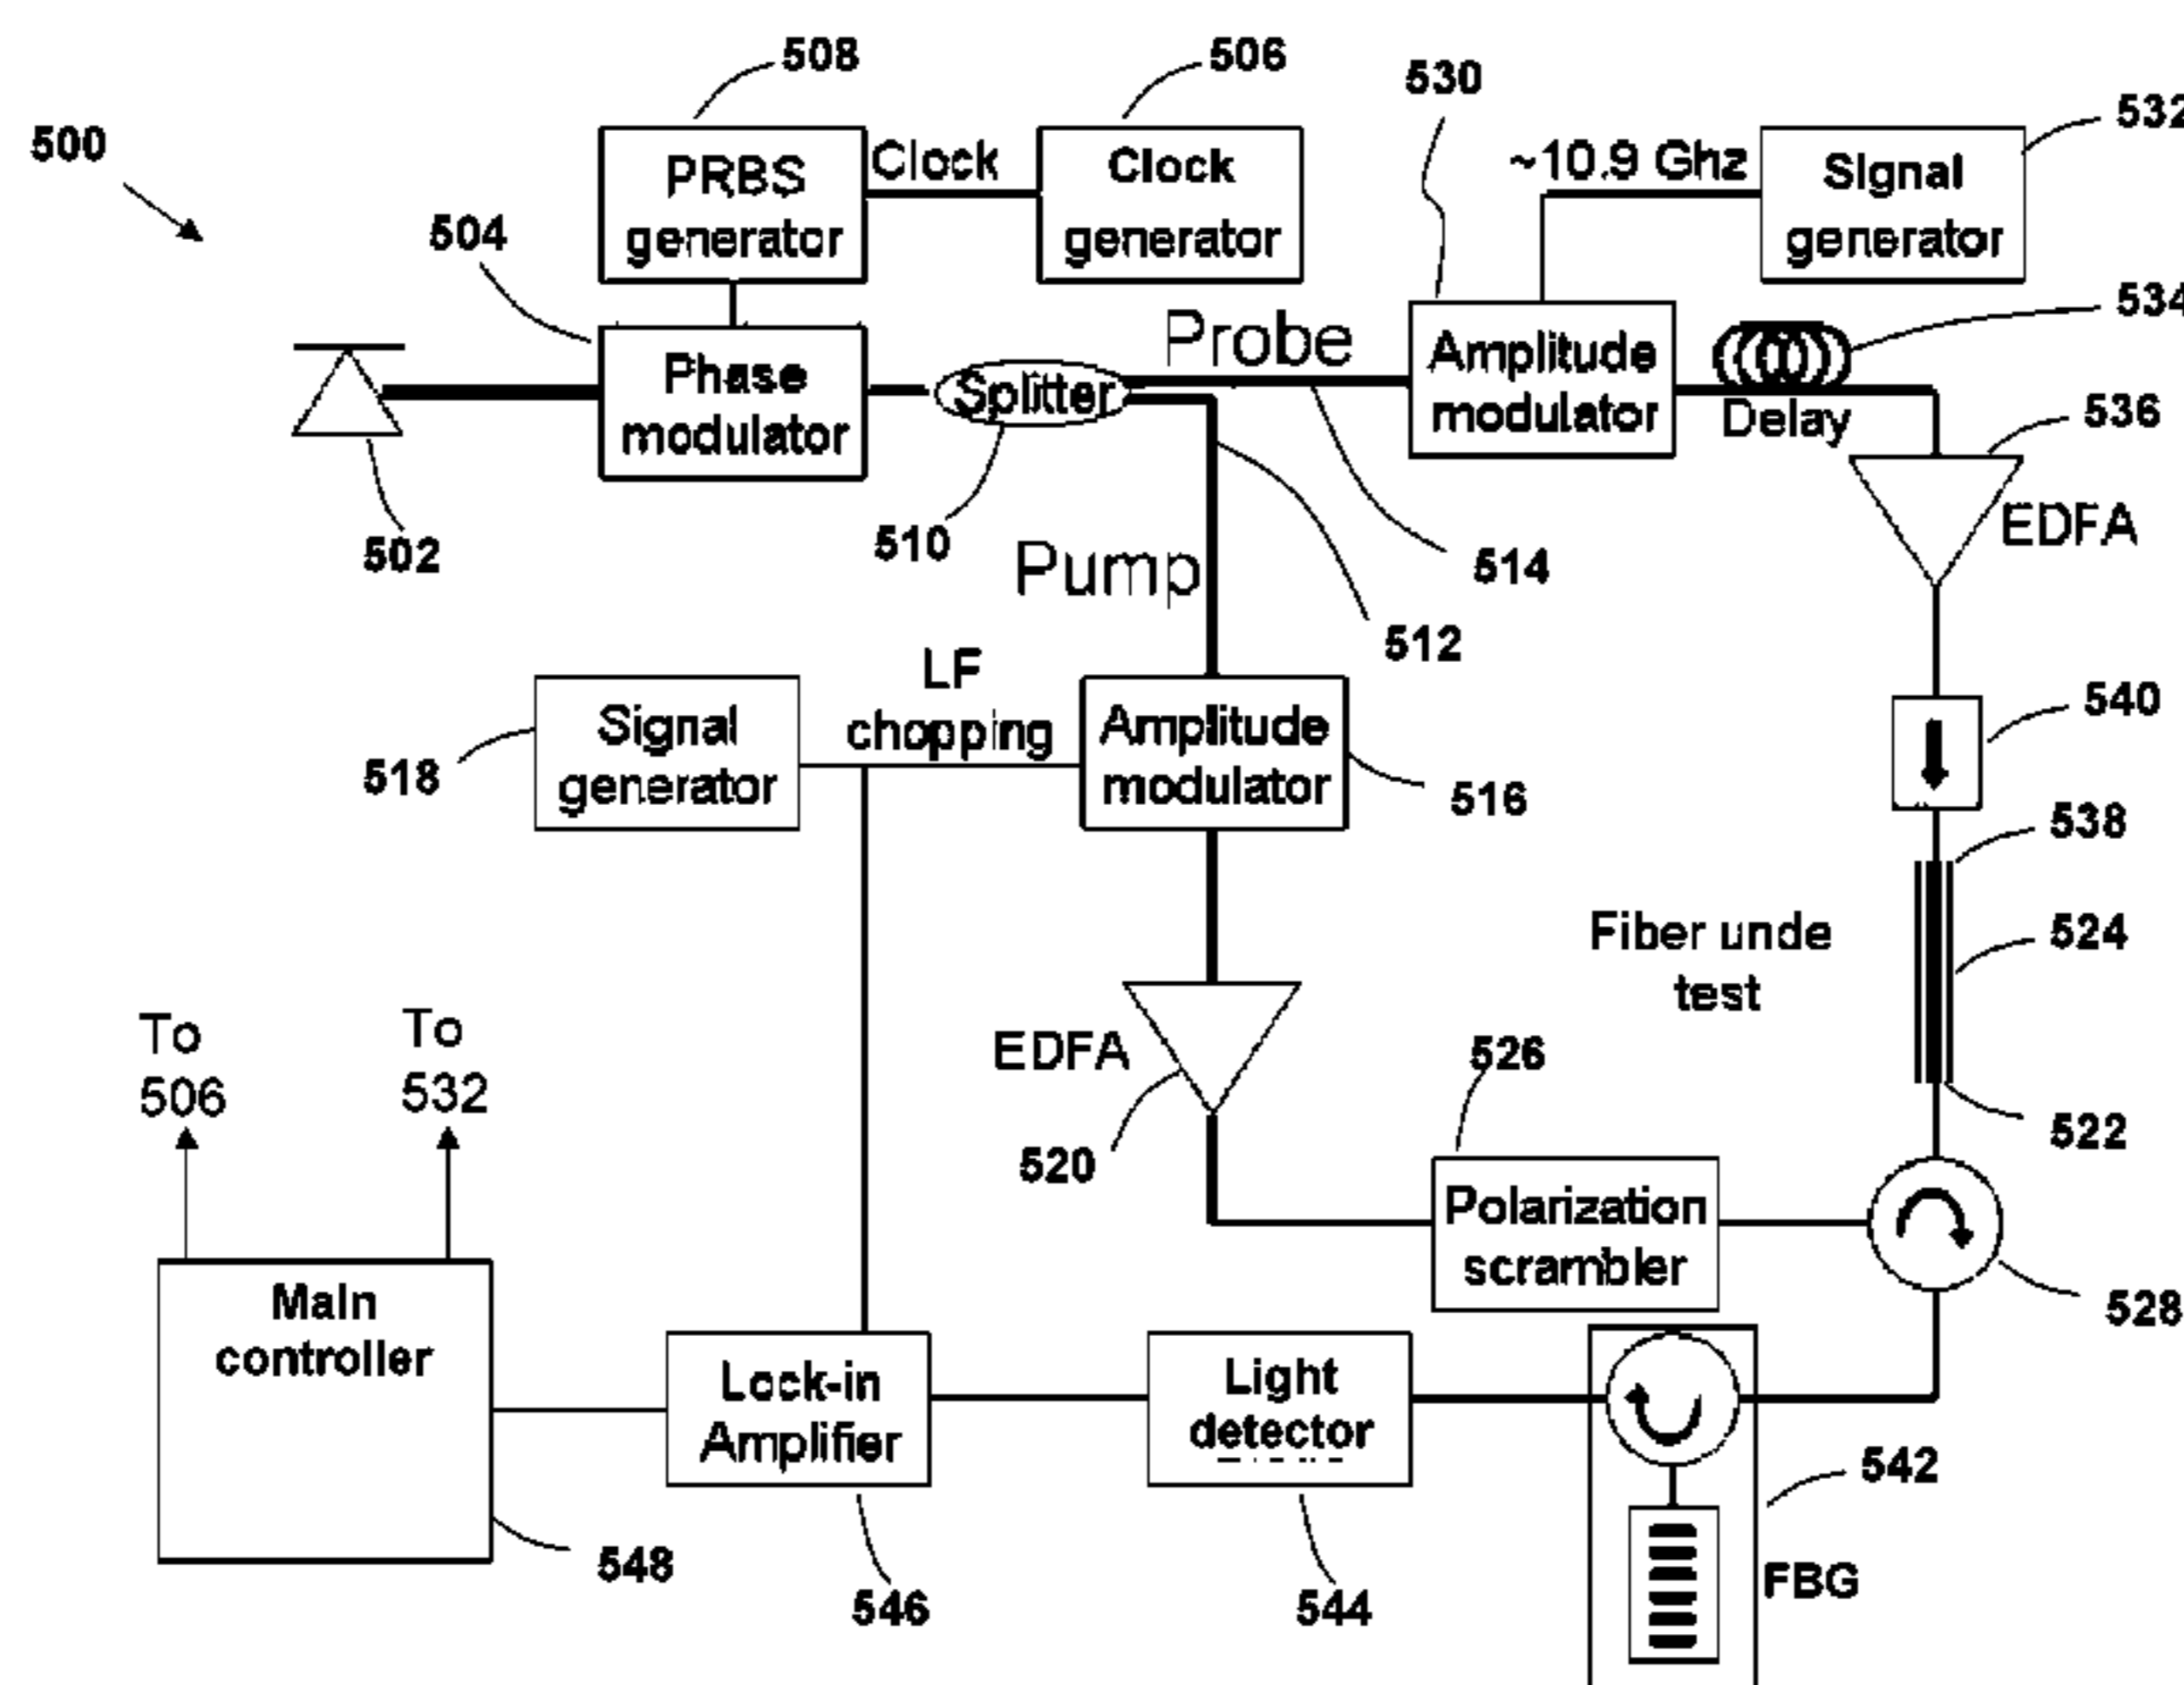 508
506
530
532
500
PRBS
generator
Clock
Clock
generator
~10.9 Ghz
Signal
generator
504
534
Phase
modulator
Splitter
Probe
Amplitude
modulator
Delay
536
EDFA
502
510
Pump
514
512
540
LF
chopping
Signal
generator
518
Amplitude
modulator
516
538
Fiber unde
test
524
522
To
506
To
532
EDFA
520
526
Polarization
scrambler
528
Main
controller
Lock-in
Amplifier
Light
detector
542
548
546
544
FBG